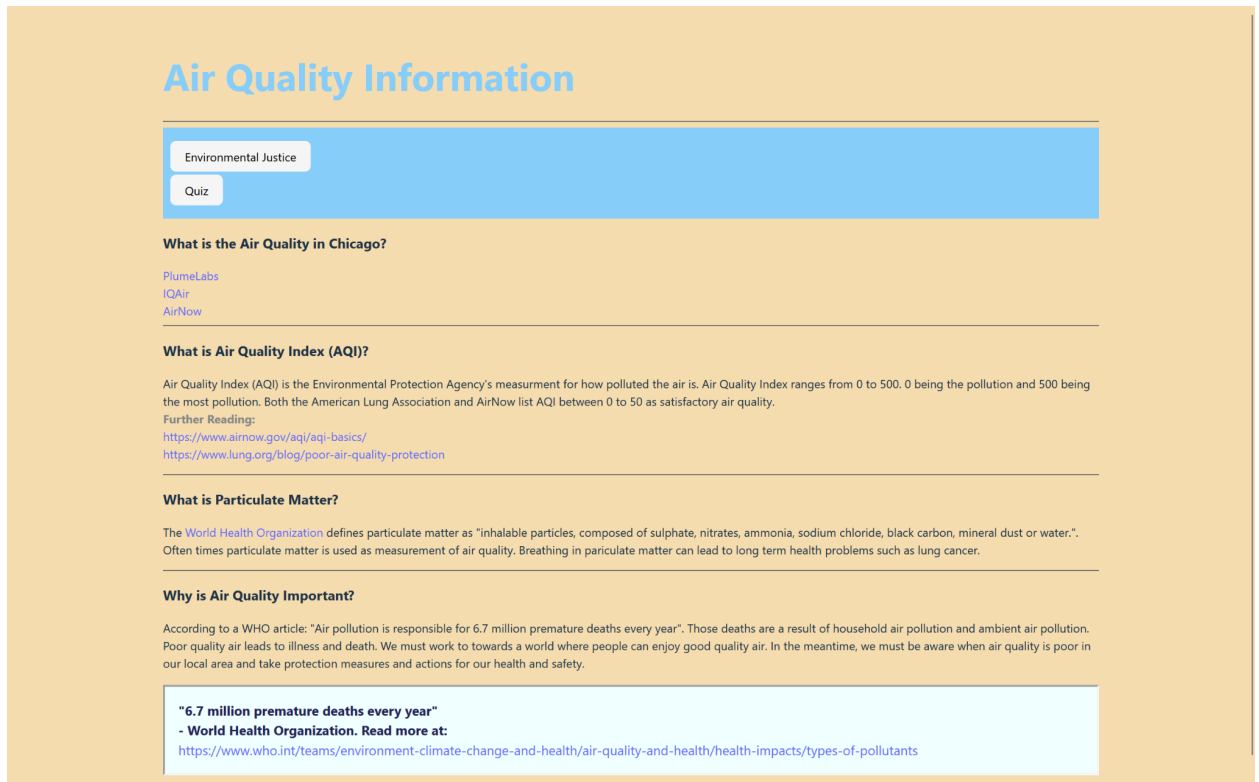 Air Quality Information
Environmental Justice
Quiz
What is the Air Quality in Chicago?
PlumeLabs
IQAir
AirNow
What is Air Quality Index (AQI)?
Air Quality Index (AQI) is the Environmental Protection Agency's measurment for how polluted the air is. Air Quality Index ranges from 0 to 500. 0 being the pollution and 500 being
the most pollution. Both the American Lung Association and AirNow list AQI between 0 to 50 as satisfactory air quality.
Further Reading:
https://www.airnow.gov/aqi/aqi-basics/
https://www.lung.org/blog/poor-air-quality-protection
What is Particulate Matter?
The World Health Organization defines particulate matter as "inhalable particles, composed of sulphate, nitrates, ammonia, sodium chloride, black carbon, mineral dust or water.".
Often times particulate matter is used as measurement of air quality. Breathing in pariculate matter can lead to long term health problems such as lung cancer.
Why is Air Quality Important?
According to a WHO article: "Air pollution is responsible for 6.7 million premature deaths every year". Those deaths are a result of household air pollution and ambient air pollution.
Poor quality air leads to illness and death. We must work to towards a world where people can enjoy good quality air. In the meantime, we must be aware when air quality is poor in
our local area and take protection measures and actions for our health and safety.
"6.7 million premature deaths every year"
- World Health Organization. Read more at:
https://www.who.int/teams/environment-climate-change-and-health/air-quality-and-health/health-impacts/types-of-pollutants